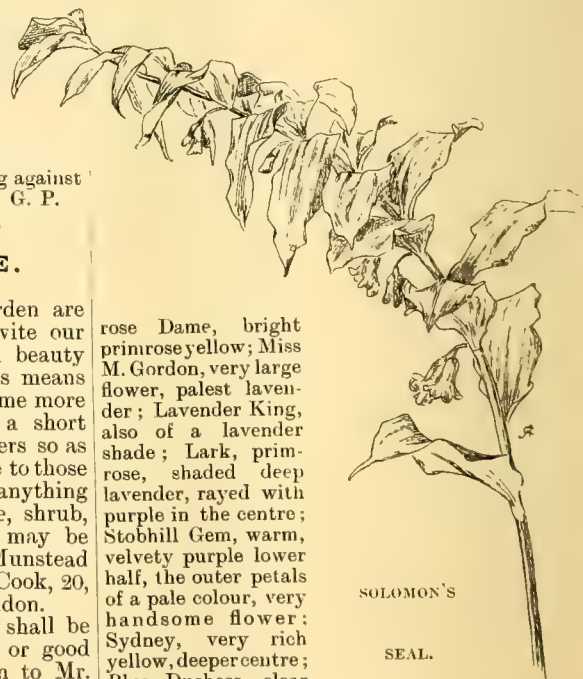 g against
G. P.
E.
rden are
vite our
beauty
s means
me more
a short
ers so as
e to those
anything
e, shrub,
may be
Munstead
Cook, 20,
don.
shall be
or good
n to Mr.
rose Dame, bright
primrose yellow; Miss
M. Gordon, very large
flower, palest laven-
der; Lavender King,
also of a lavender
shade; Lark, prim-
rose, shaded deep
lavender, rayed with
purple in the centre;
Stobhill Gem, warm,
velvety purple lower
half, the outer petals
of a pale colour, very
handsome flower;
Sydney, very rich
yellow, deeper centre;
SOLOMON'S
SEAL.